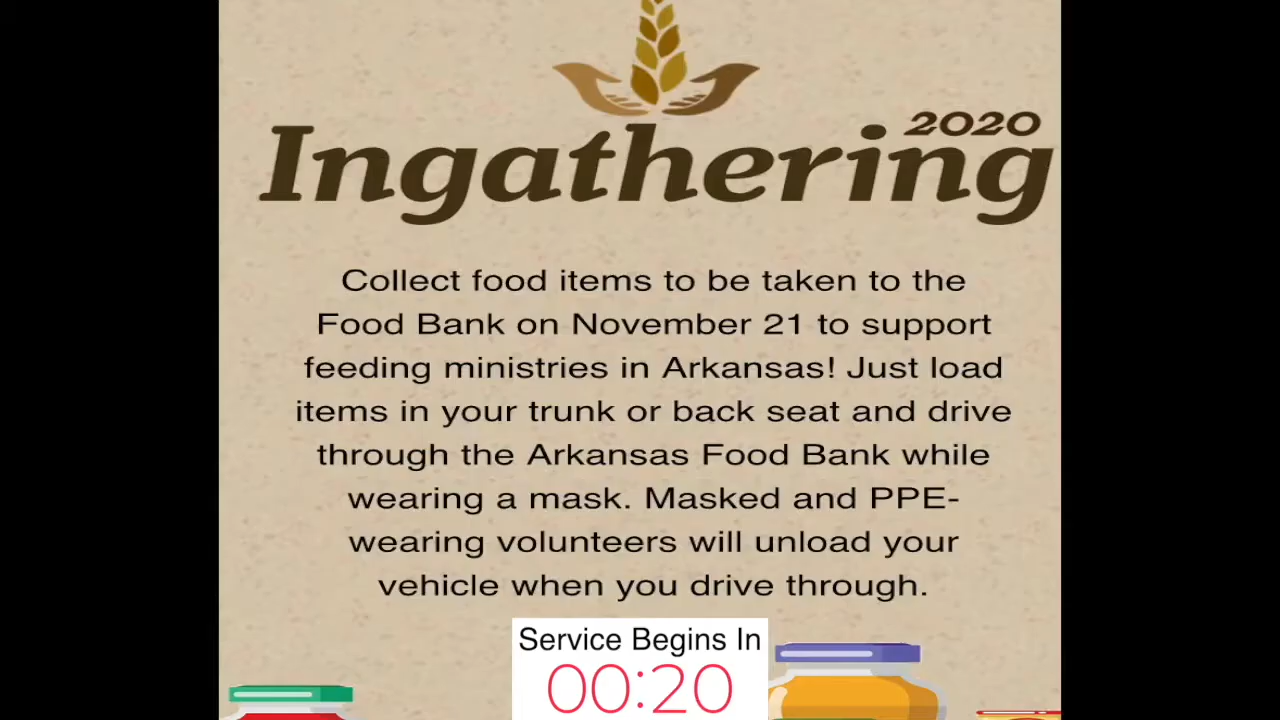 2020
Ingathering
Collect food items to be taken to the
Food Bank on November 21 to support
feeding ministries in Arkansas! Just load
items in your trunk or back seat and drive
through the Arkansas Food Bank while
wearing a mask. Masked and PPE-
wearing volunteers will unload your
vehicle when you drive through.
Service Begins In
00:20